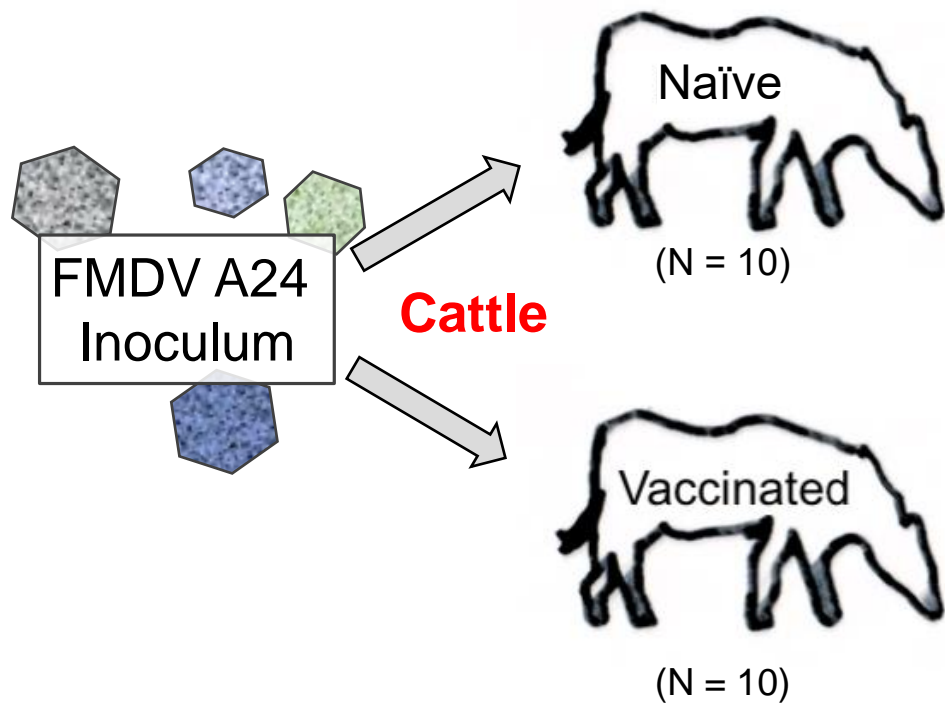 Naïve
(N = 10)
FMDV A24
Inoculum
Cattle
Vaccinated
(N = 10)